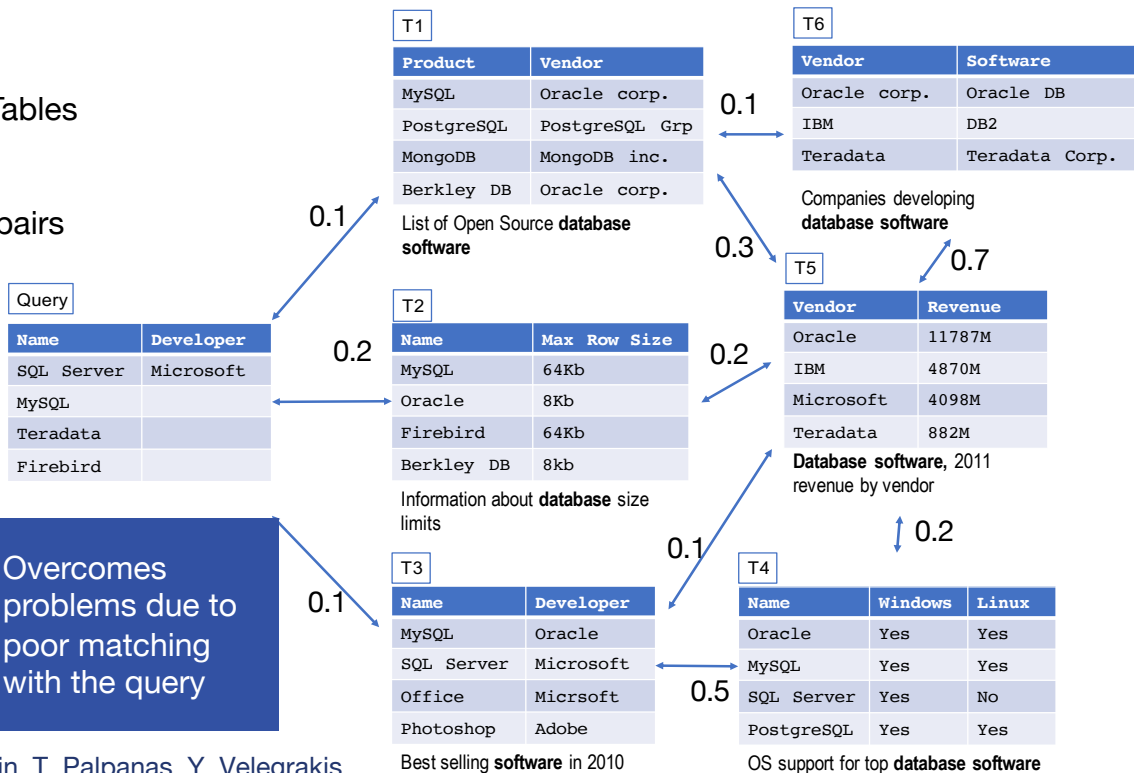 Tables
pairs
Query
Name Developer
SQL Server Microsoft
MySQL
Teradata
Firebird
Overcomes
problems due to
poor matching
with the query
T. Palpanas, Y. Velegrakis
0.1
0.2
0.1
T1
Product Vendor
MySQL Oracle corp.
PostgreSQL PostgreSQL Grp
MongoDB MongoDB inc.
Berkley DB Oracle corp.
List of Open Source database
software
T2
Name Max Row Size
MySQL 64Kb
Oracle 8Kb
Firebird 64Kb
Berkley DB 8kb
Information about database size
limits
T3
Name Developer
MySQL Oracle
SQL Server Microsoft
Office Micrsoft
Photoshop Adobe
Best selling software in 2010
0.1
0.3
0.2
0.1
0.5
T6
Vendor Software
Oracle corp. Oracle DB
IBM DB2
Teradata Teradata Corp.
Companies developing
database software
0.7
T5
Vendor Revenue
Oracle 11787M
IBM 4870M
Microsoft 4098M
Teradata 882M
Database software, 2011
revenue by vendor
0.2
T4
Name Windows Linux
Oracle Yes Yes
MySQL Yes Yes
SQL Server Yes No
PostgreSQL Yes Yes
OS support for top database software